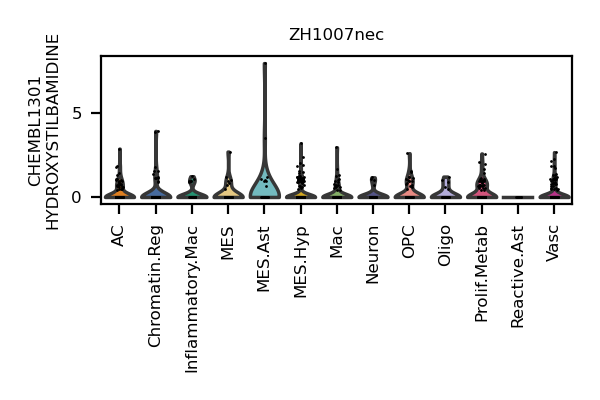 ZH1007nec
CHEMBL1301
HYDROXYSTILBAMIDINE
5
0
AC
Chromatin.Reg
Inflammatory.Mac
MES
MES.Ast
MES.Hyp
Mac
Neuron
OPC
Oligo
Prolif.Metab
Reactive.Ast
Vasc